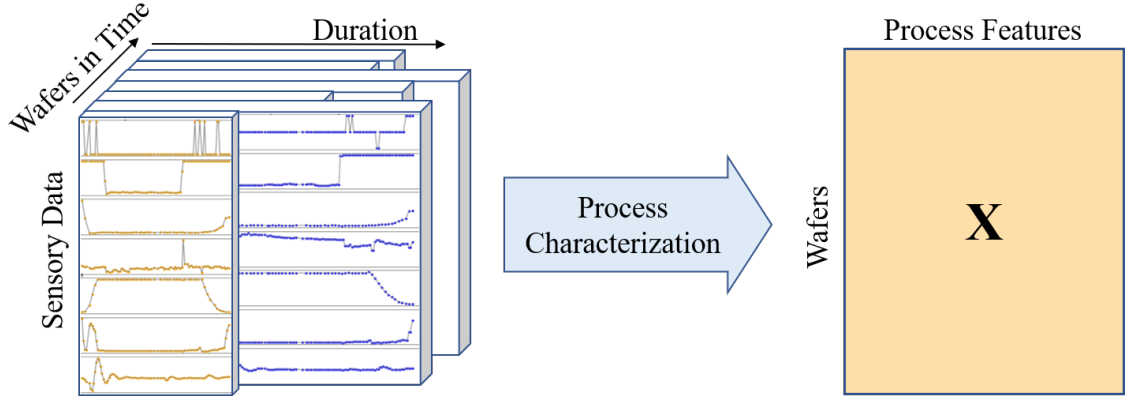 Duration
Wafers in Time
Sensory Data
Process
Characterization
Process Features
Wafers
X